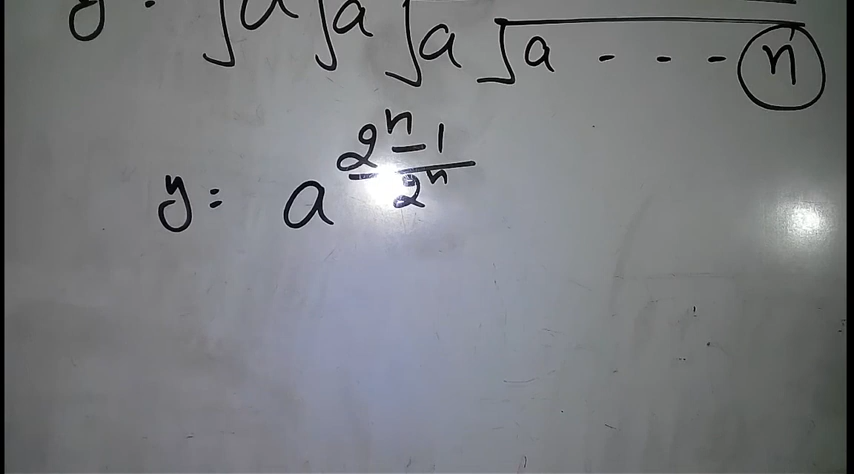 y: √a √a √a √a - - - n
y: a^(2^n - 1 / 2^n)